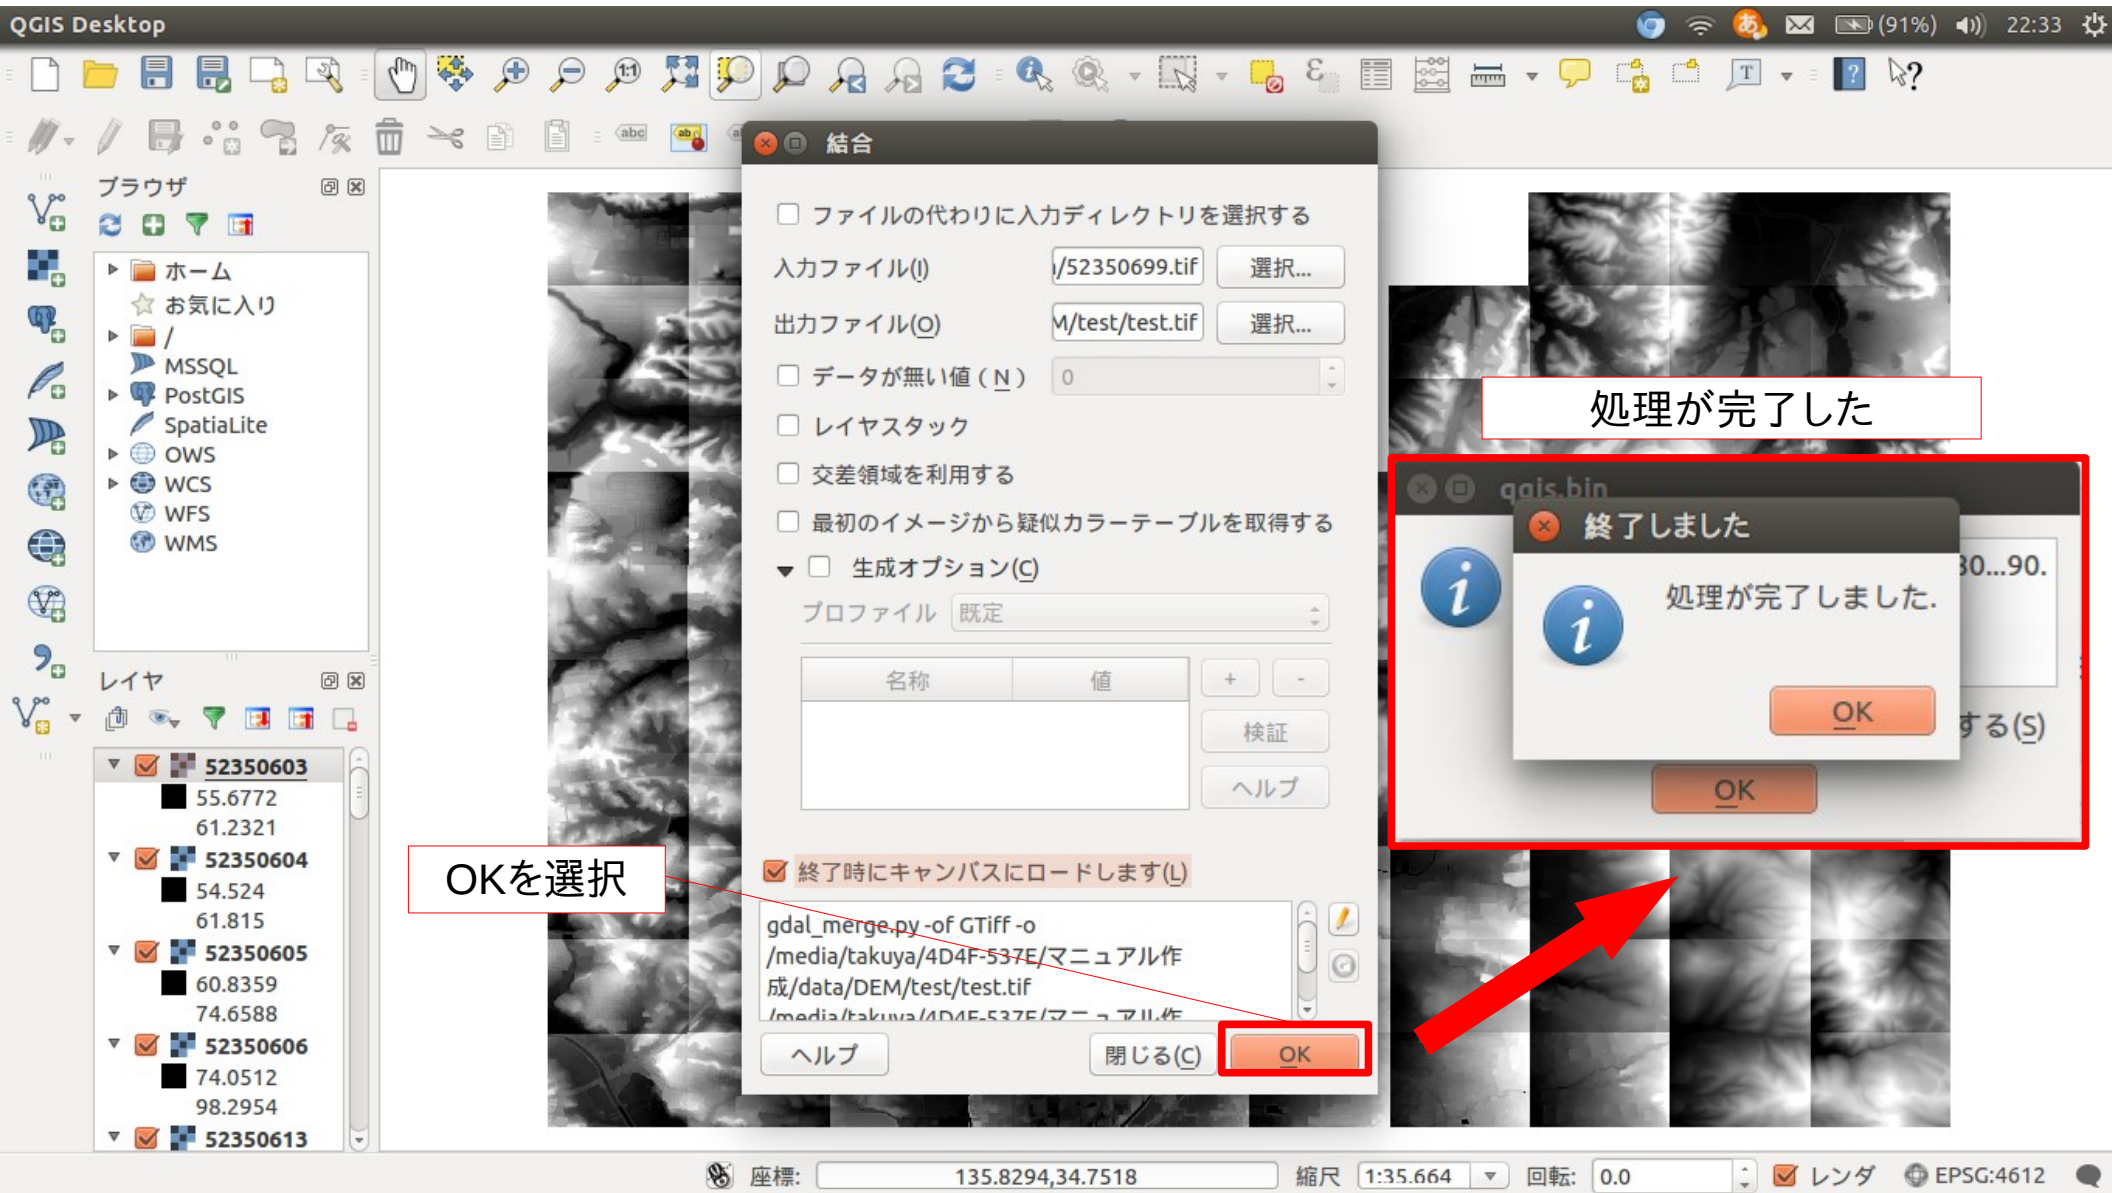 QGIS Desktop
(91%) 22:33
ブラウザ
ホーム
お気に入り
/
MSSQL
PostGIS
SpatiaLite
OWS
WCS
WFS
WMS
レイヤ
52350603
55.6772
61.2321
52350604
54.524
61.815
52350605
60.8359
74.6588
52350606
74.0512
98.2954
52350613
結合
ファイルの代わりに入力ディレクトリを選択する
入力ファイル(I)
/52350699.tif
選択...
出力ファイル(O)
M/test/test.tif
選択...
データが無い値 ( N )
0
レイヤスタック
交差領域を利用する
最初のイメージから疑似カラーテーブルを取得する
生成オプション(C)
プロファイル 既定
名称 値
+ -
検証
ヘルプ
終了時にキャンバスにロードします(L)
gdal_merge.py -of GTiff -o
/media/takuya/4D4F-537E/マニュアル作
成/data/DEM/test/test.tif
/media/takuya/4D4F-537E/マニュアル作
ヘルプ 閉じる(C) OK
OKを選択
処理が完了した
qgis.bin
終了しました
処理が完了しました.
OK
30...90.
する(S)
OK
座標: 135.8294,34.7518 縮尺 1:35,664 回転: 0.0 レンダ EPSG:4612